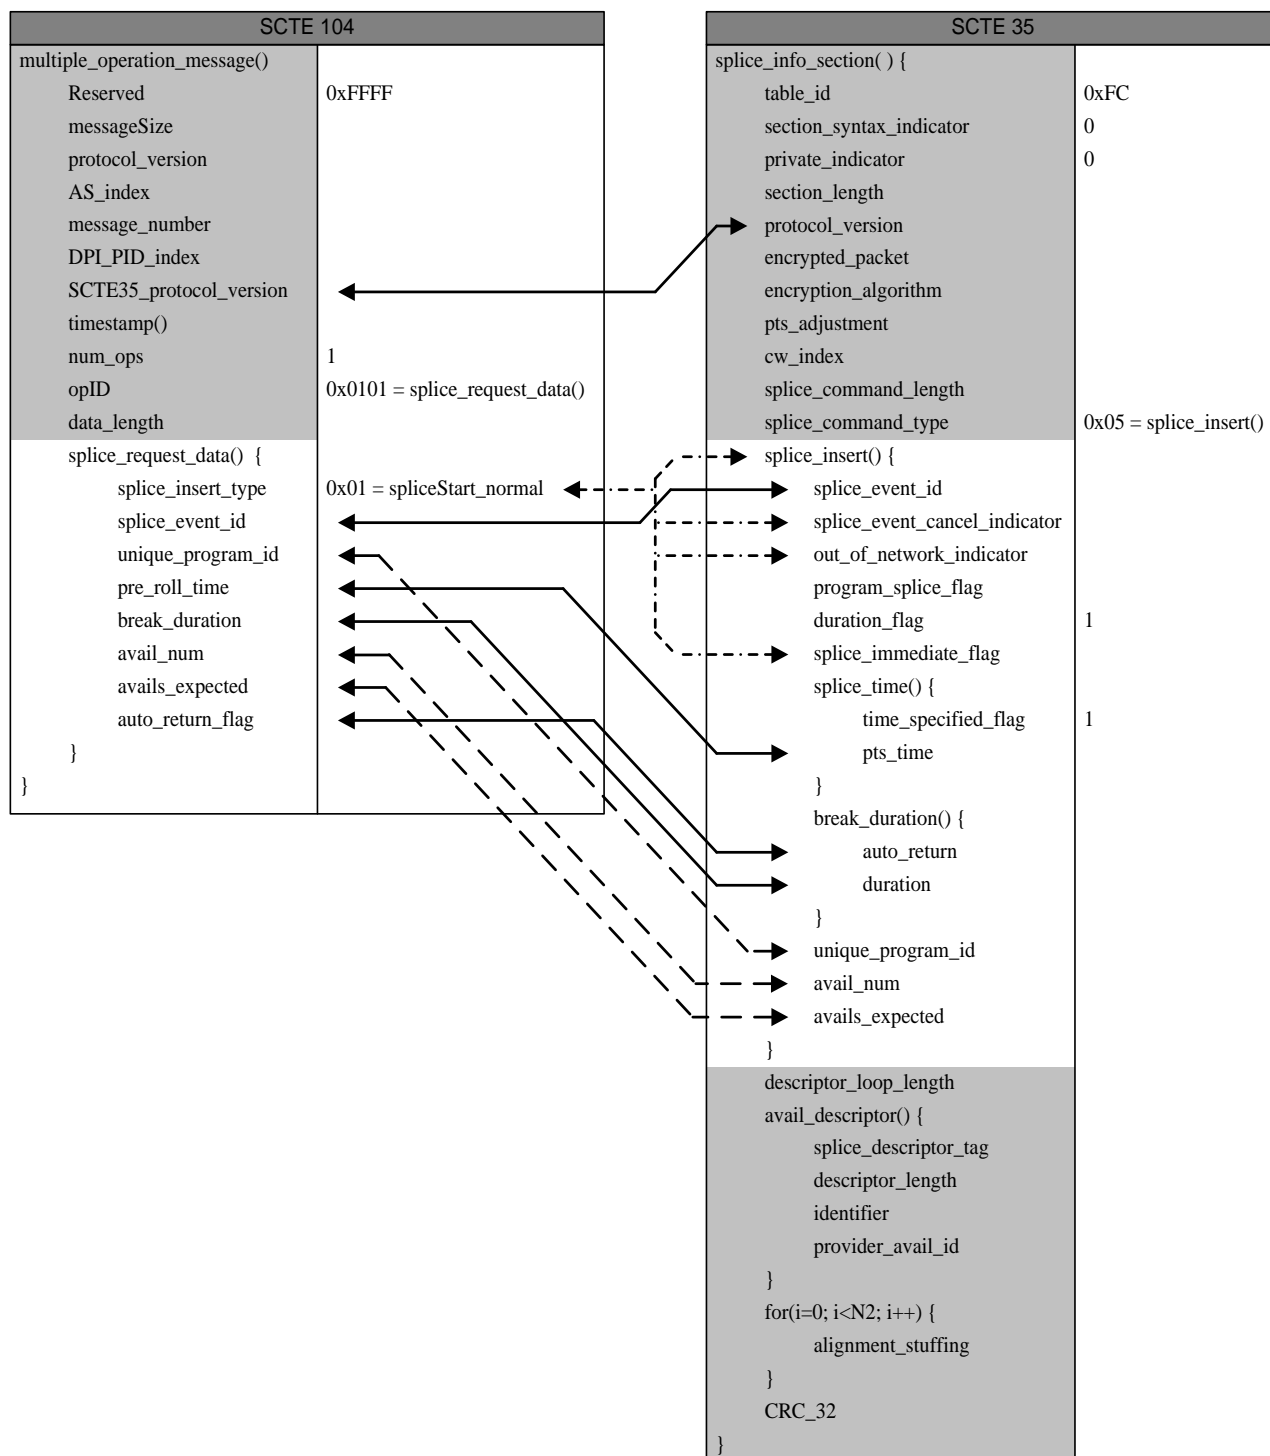 SCTE 104
multiple_operation_message()
Reserved 0xFFFF
messageSize
protocol_version
AS_index
message_number
DPI_PID_index
SCTE35_protocol_version
timestamp()
num_ops 1
opID 0x0101 = splice_request_data()
data_length
splice_request_data() {
splice_insert_type 0x01 = spliceStart_normal
splice_event_id
unique_program_id
pre_roll_time
break_duration
avail_num
avails_expected
auto_return_flag
}
}
SCTE 35
splice_info_section( ) {
table_id 0xFC
section_syntax_indicator 0
private_indicator 0
section_length
protocol_version
encrypted_packet
encryption_algorithm
pts_adjustment
cw_index
splice_command_length
splice_command_type 0x05 = splice_insert()
splice_insert() {
splice_event_id
splice_event_cancel_indicator
out_of_network_indicator
program_splice_flag
duration_flag 1
splice_immediate_flag
splice_time() {
time_specified_flag 1
pts_time
}
break_duration() {
auto_return
duration
}
unique_program_id
avail_num
avails_expected
}
descriptor_loop_length
avail_descriptor() {
splice_descriptor_tag
descriptor_length
identifier
provider_avail_id
}
for(i=0; i<N2; i++) {
alignment_stuffing
}
CRC_32
}